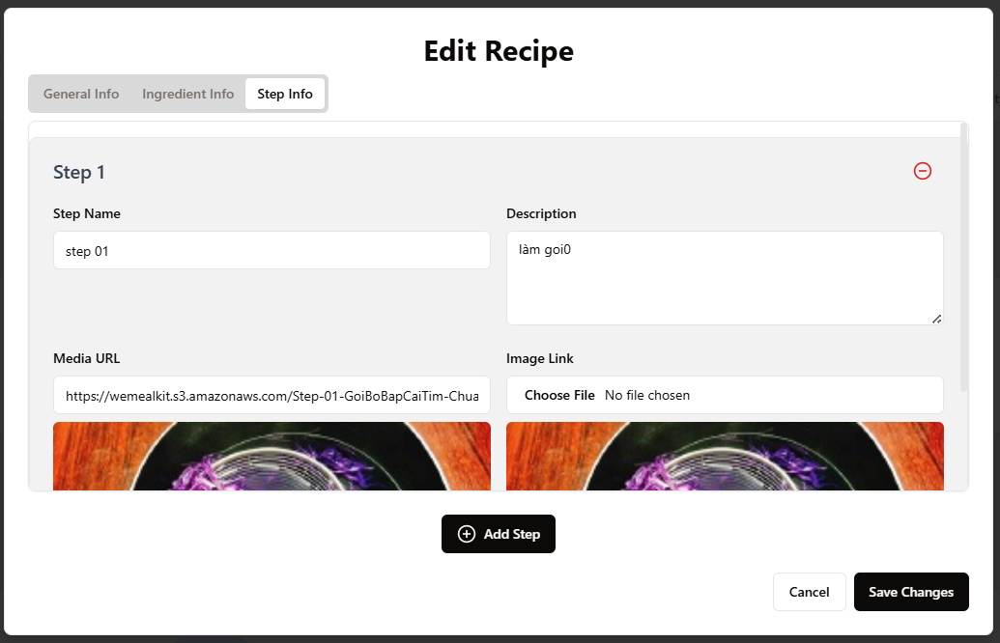 Edit Recipe
General Info
Ingredient Info
Step Info
Step 1
Step Name
Description
step 01
làm goi0
Media URL
Image Link
https://wemealkit.s3.amazonaws.com/Step-01-GoiBoBapCaiTim-Chua
Choose File No file chosen
Add Step
Cancel
Save Changes